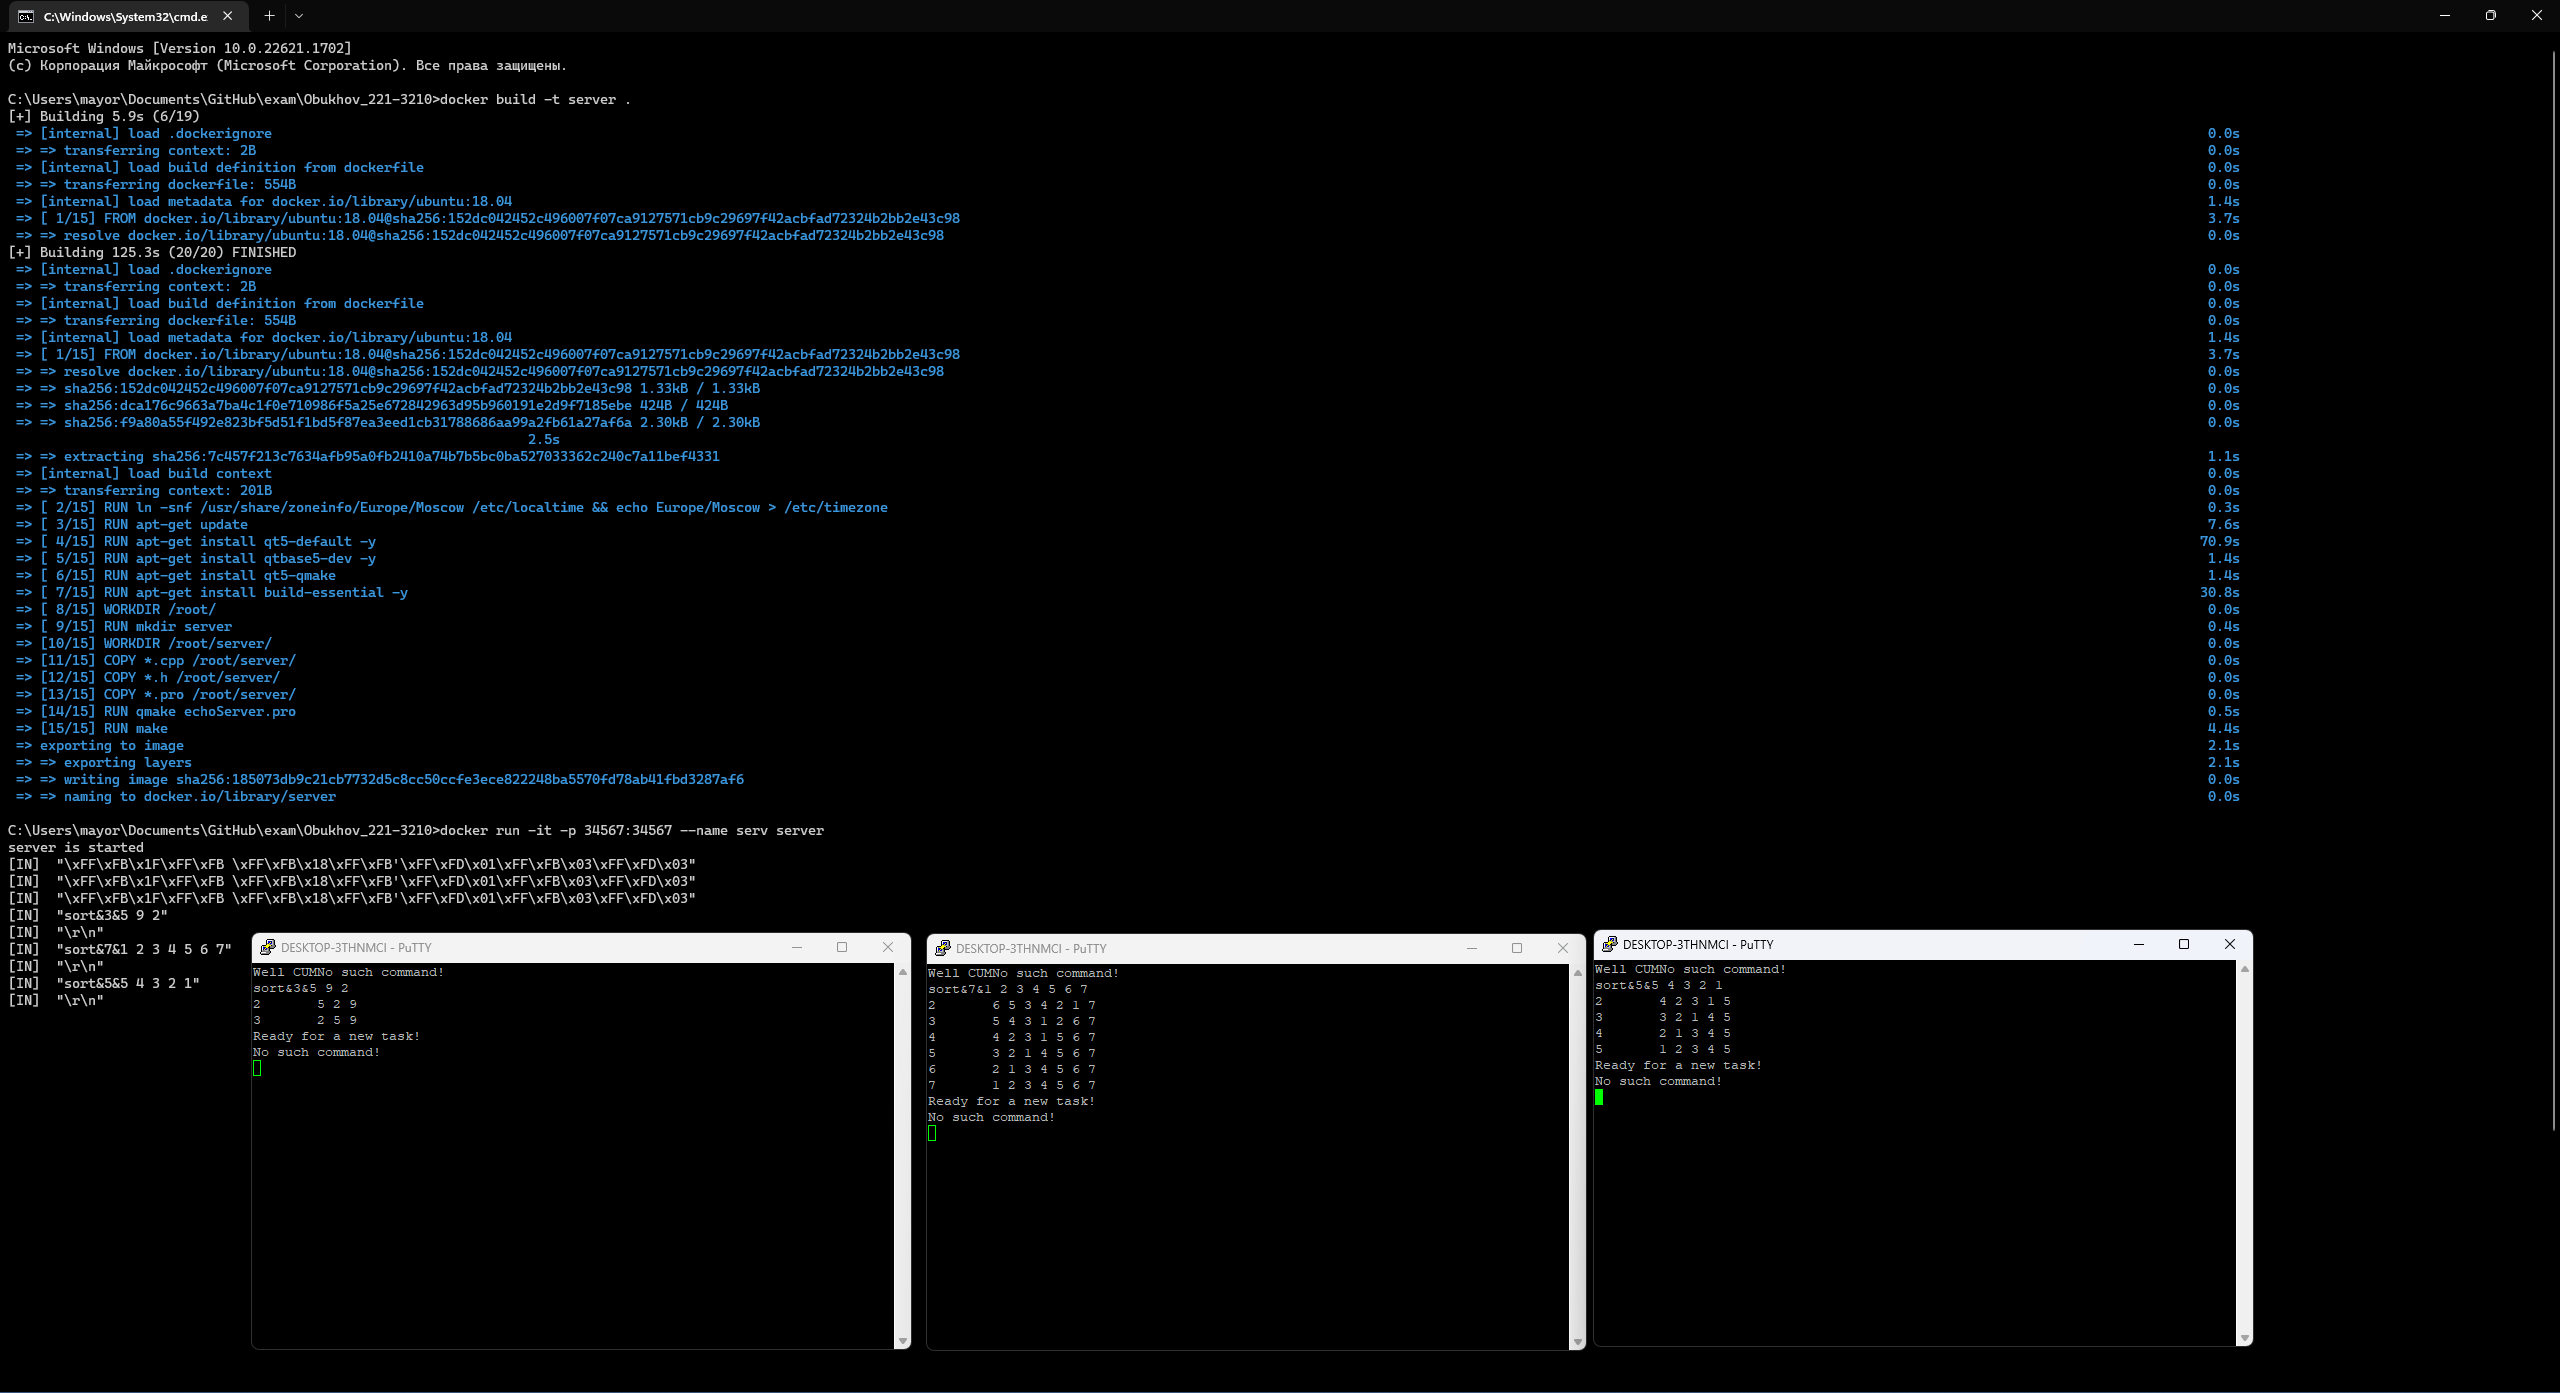 C:\Windows\System32\cmd.e
Microsoft Windows [Version 10.0.22621.1702]
(c) Корпорация Майкрософт (Microsoft Corporation). Все права защищены.
C:\Users\mayor\Documents\GitHub\exam\Obukhov_221-3210>docker build -t server .
[+] Building 5.9s (6/19)
=> [internal] load .dockerignore 0.0s
=> => transferring context: 2B 0.0s
=> [internal] load build definition from dockerfile 0.0s
=> => transferring dockerfile: 554B 0.0s
=> [internal] load metadata for docker.io/library/ubuntu:18.04 1.4s
=> [ 1/15] FROM docker.io/library/ubuntu:18.04@sha256:152dc042452c496007f07ca9127571cb9c29697f42acbfad72324b2bb2e43c98 3.7s
=> => resolve docker.io/library/ubuntu:18.04@sha256:152dc042452c496007f07ca9127571cb9c29697f42acbfad72324b2bb2e43c98 0.0s
[+] Building 125.3s (20/20) FINISHED
=> [internal] load .dockerignore 0.0s
=> => transferring context: 2B 0.0s
=> [internal] load build definition from dockerfile 0.0s
=> => transferring dockerfile: 554B 0.0s
=> [internal] load metadata for docker.io/library/ubuntu:18.04 1.4s
=> [ 1/15] FROM docker.io/library/ubuntu:18.04@sha256:152dc042452c496007f07ca9127571cb9c29697f42acbfad72324b2bb2e43c98 3.7s
=> => resolve docker.io/library/ubuntu:18.04@sha256:152dc042452c496007f07ca9127571cb9c29697f42acbfad72324b2bb2e43c98 0.0s
=> => sha256:152dc042452c496007f07ca9127571cb9c29697f42acbfad72324b2bb2e43c98 1.33kB / 1.33kB 0.0s
=> => sha256:dca176c9663a7ba4c1f0e710986f5a25e672842963d95b960191e2d9f7185ebe 424B / 424B 0.0s
=> => sha256:f9a80a55f492e823bf5d51f1bd5f87ea3eed1cb31788686aa99a2fb61a27af6a 2.30kB / 2.30kB 0.0s
2.5s
=> => extracting sha256:7c457f213c7634afb95a0fb2410a74b7b5bc0ba527033362c240c7a11bef4331 1.1s
=> [internal] load build context 0.0s
=> => transferring context: 201B 0.0s
=> [ 2/15] RUN ln -snf /usr/share/zoneinfo/Europe/Moscow /etc/localtime && echo Europe/Moscow > /etc/timezone 0.3s
=> [ 3/15] RUN apt-get update 7.6s
=> [ 4/15] RUN apt-get install qt5-default -y 70.9s
=> [ 5/15] RUN apt-get install qtbase5-dev -y 1.4s
=> [ 6/15] RUN apt-get install qt5-qmake 1.4s
=> [ 7/15] RUN apt-get install build-essential -y 30.8s
=> [ 8/15] WORKDIR /root/ 0.0s
=> [ 9/15] RUN mkdir server 0.4s
=> [10/15] WORKDIR /root/server/ 0.0s
=> [11/15] COPY *.cpp /root/server/ 0.0s
=> [12/15] COPY *.h /root/server/ 0.0s
=> [13/15] COPY *.pro /root/server/ 0.0s
=> [14/15] RUN qmake echoServer.pro 0.5s
=> [15/15] RUN make 4.4s
=> exporting to image 2.1s
=> => exporting layers 2.1s
=> => writing image sha256:185073db9c21cb7732d5c8cc50ccfe3ece822248ba5570fd78ab41fbd3287af6 0.0s
=> => naming to docker.io/library/server 0.0s
C:\Users\mayor\Documents\GitHub\exam\Obukhov_221-3210>docker run -it -p 34567:34567 --name serv server
server is started
[IN] "\xFF\xFB\x1F\xFF\xFB \xFF\xFB\x18\xFF\xFB'\xFF\xFD\x01\xFF\xFB\x03\xFF\xFD\x03"
[IN] "\xFF\xFB\x1F\xFF\xFB \xFF\xFB\x18\xFF\xFB'\xFF\xFD\x01\xFF\xFB\x03\xFF\xFD\x03"
[IN] "\xFF\xFB\x1F\xFF\xFB \xFF\xFB\x18\xFF\xFB'\xFF\xFD\x01\xFF\xFB\x03\xFF\xFD\x03"
[IN] "sort&3&5 9 2"
[IN] "\r\n"
[IN] "sort&7&1 2 3 4 5 6 7"
[IN] "\r\n"
[IN] "sort&5&5 4 3 2 1"
[IN] "\r\n"
DESKTOP-3THNMCI - PuTTY
Well CUMNo such command!
sort&3&5 9 2
2 5 2 9
3 2 5 9
Ready for a new task!
No such command!
DESKTOP-3THNMCI - PuTTY
Well CUMNo such command!
sort&7&1 2 3 4 5 6 7
2 6 5 3 4 2 1 7
3 5 4 3 1 2 6 7
4 4 2 3 1 5 6 7
5 3 2 1 4 5 6 7
6 2 1 3 4 5 6 7
7 1 2 3 4 5 6 7
Ready for a new task!
No such command!
DESKTOP-3THNMCI - PuTTY
Well CUMNo such command!
sort&5&5 4 3 2 1
2 4 2 3 1 5
3 3 2 1 4 5
4 2 1 3 4 5
5 1 2 3 4 5
Ready for a new task!
No such command!